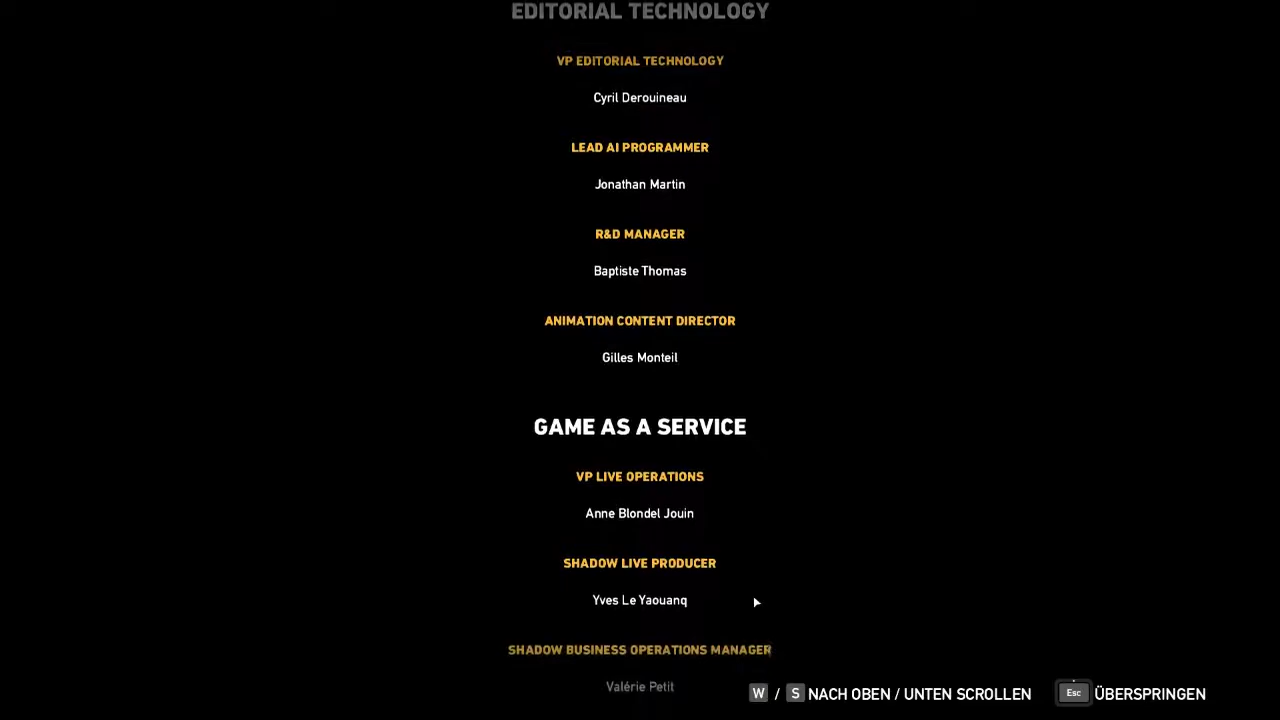 EDITORIAL TECHNOLOGY
VP EDITORIAL TECHNOLOGY
Cyril Derouineau
LEAD AI PROGRAMMER
Jonathan Martin
R&D MANAGER
Baptiste Thomas
ANIMATION CONTENT DIRECTOR
Gilles Monteil
GAME AS A SERVICE
VP LIVE OPERATIONS
Anne Blondel Jouin
SHADOW LIVE PRODUCER
Yves Le Yaouanq
SHADOW BUSINESS OPERATIONS MANAGER
Valérie Petit
W / S NACH OBEN / UNTEN SCROLLEN Esc ÜBERSPRINGEN